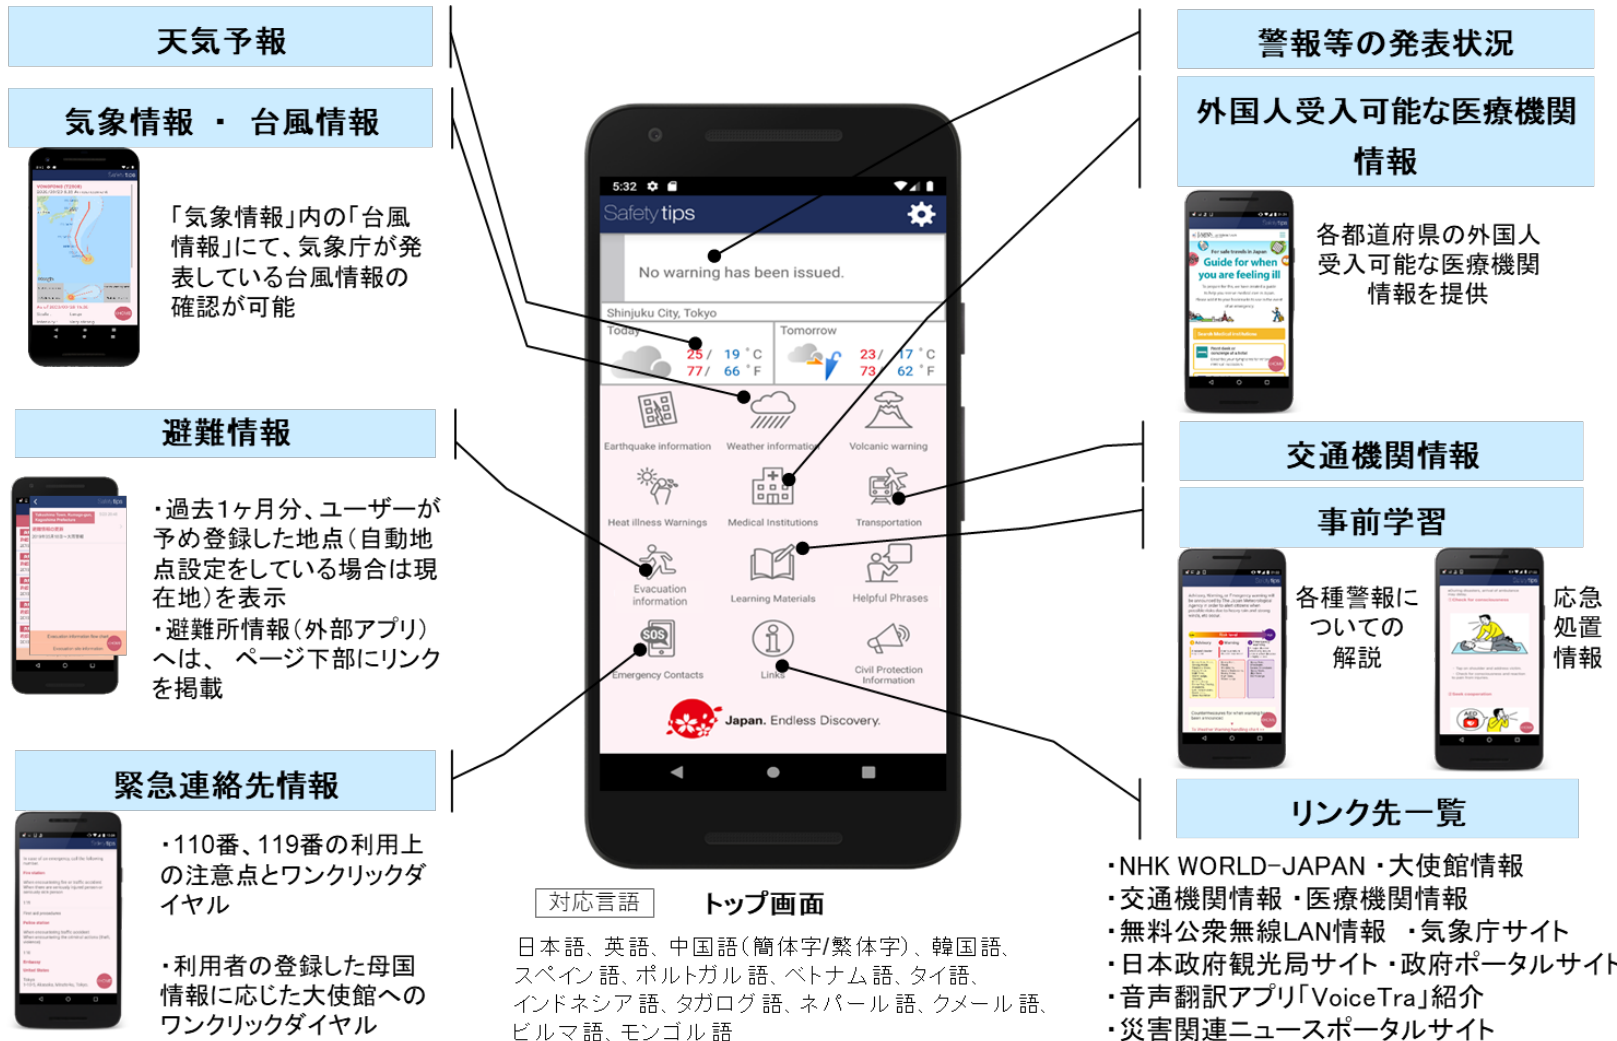 天気予報
気象情報 ・ 台風情報
「気象情報」内の「台風
情報」にて、気象庁が発
表している台風情報の
確認が可能
避難情報
・過去1ヶ月分、ユーザーが
予め登録した地点（自動地
点設定をしている場合は現
在地）を表示
・避難所情報（外部アプリ）
へは、 ページ下部にリンク
を掲載
緊急連絡先情報
・110番、119番の利用上
の注意点とワンクリックダ
イヤル
・利用者の登録した母国
情報に応じた大使館への
ワンクリックダイヤル
5:32
Safety tips
No warning has been issued.
Shinjuku City, Tokyo
Today
25/ 19 °C
77/ 66 °F
Tomorrow
23/ 17 °C
73/ 62 °F
Earthquake information
Weather information
Volcanic warning
Heat illness Warnings
Medical Institutions
Transportation
Evacuation
information
Learning Materials
Helpful Phrases
SOS
Emergency Contacts
Links
Civil Protection
Information
Japan. Endless Discovery.
対応言語
トップ画面
日本語、英語、中国語（簡体字/繁体字）、韓国語、
スペイン語、ポルトガル語、ベトナム語、タイ語、
インドネシア語、タガログ語、ネパール語、クメール語、
ビルマ語、モンゴル語
警報等の発表状況
外国人受入可能な医療機関
情報
Safety tips
For safe travels in Japan
Guide for when
you are feeling ill
各都道府県の外国人
受入可能な医療機関
情報を提供
交通機関情報
事前学習
各種警報に
ついての
解説
応急
処置
情報
AED
リンク先一覧
・NHK WORLD-JAPAN ・大使館情報
・交通機関情報 ・医療機関情報
・無料公衆無線LAN情報 ・気象庁サイト
・日本政府観光局サイト ・政府ポータルサイト
・音声翻訳アプリ「VoiceTra」紹介
・災害関連ニュースポータルサイト